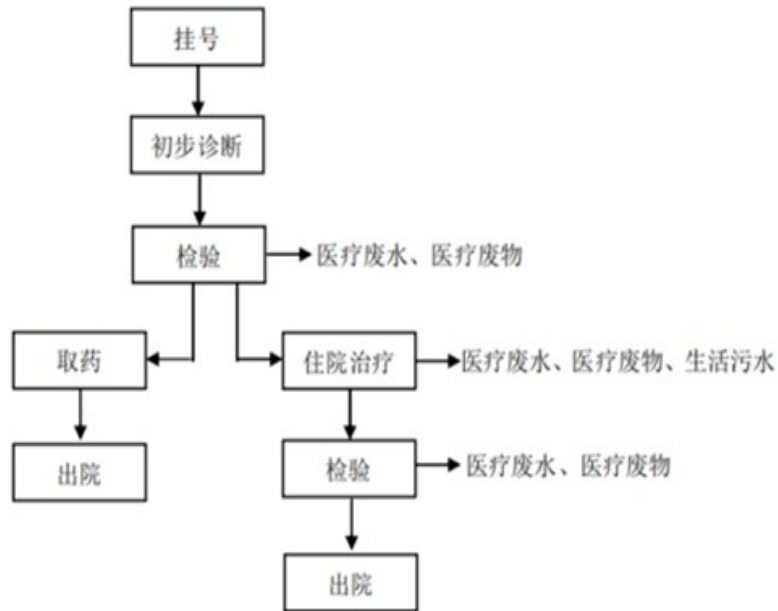 挂号
初步诊断
检验
医疗废水、医疗废物
取药
住院治疗
医疗废水、医疗废物、生活污水
出院
检验
医疗废水、医疗废物
出院